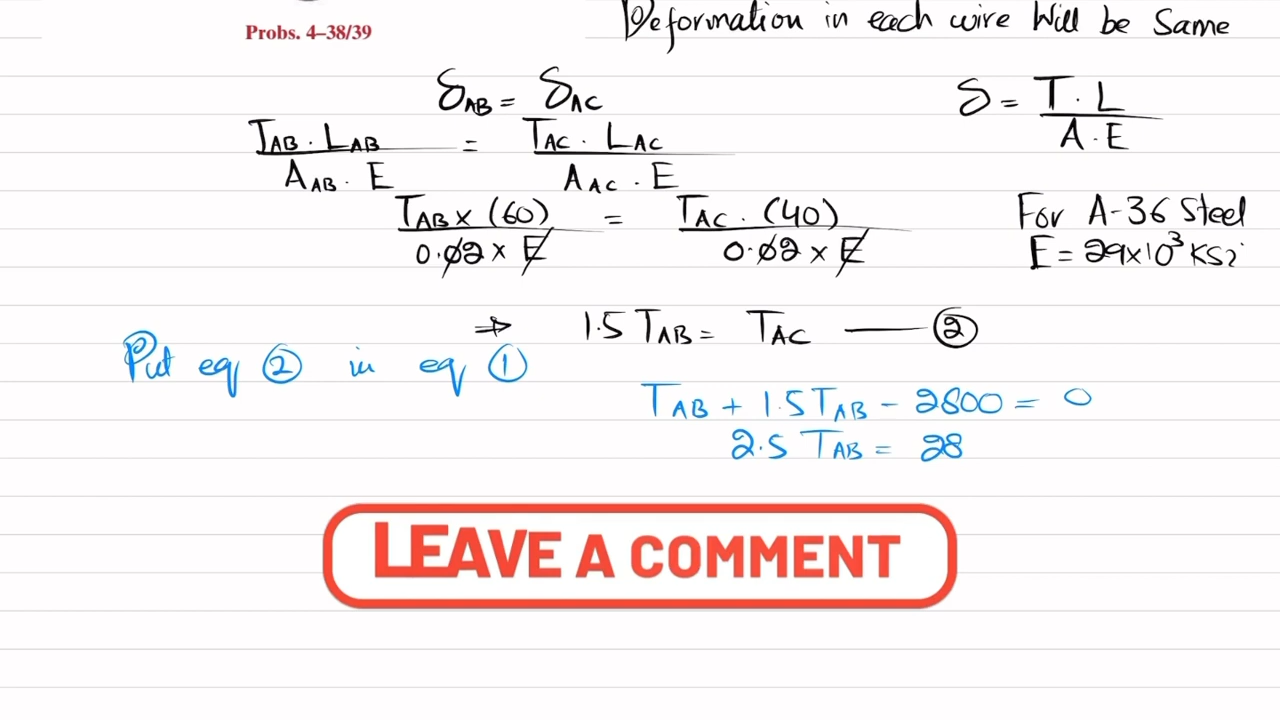 Probs. 4–38/39
Deformation in each wire Will be Same
δAB = δAC
δ = T · L / A · E
TAB · LAB / AAB · E = TAC · LAC / AAC · E
TAB × (60) / 0.02 × E = TAC · (40) / 0.02 × E
For A-36 Steel
E = 29×10³ Ksi
⇒ 1.5 TAB = TAC —— ②
Put eq ② in eq ①
TAB + 1.5 TAB - 2800 = 0
2.5 TAB = 28
LEAVE A COMMENT